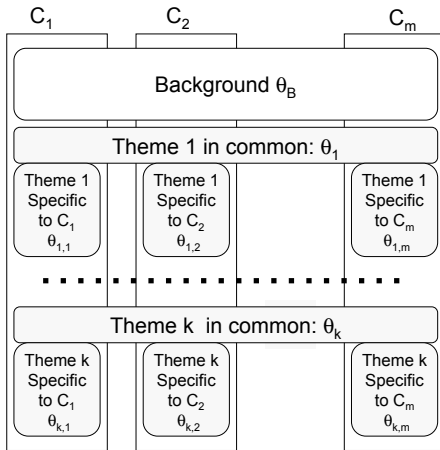 C₁ C₂ Cₘ
Background θ_B
Theme 1 in common: θ₁
Theme 1 Theme 1 Theme 1
Specific Specific Specific
to C₁ to C₂ to Cₘ
θ₁,₁ θ₁,₂ θ₁,ₘ
Theme k in common: θₖ
Theme k Theme k Theme k
Specific Specific Specific
to C₁ to C₂ to Cₘ
θₖ,₁ θₖ,₂ θₖ,ₘ